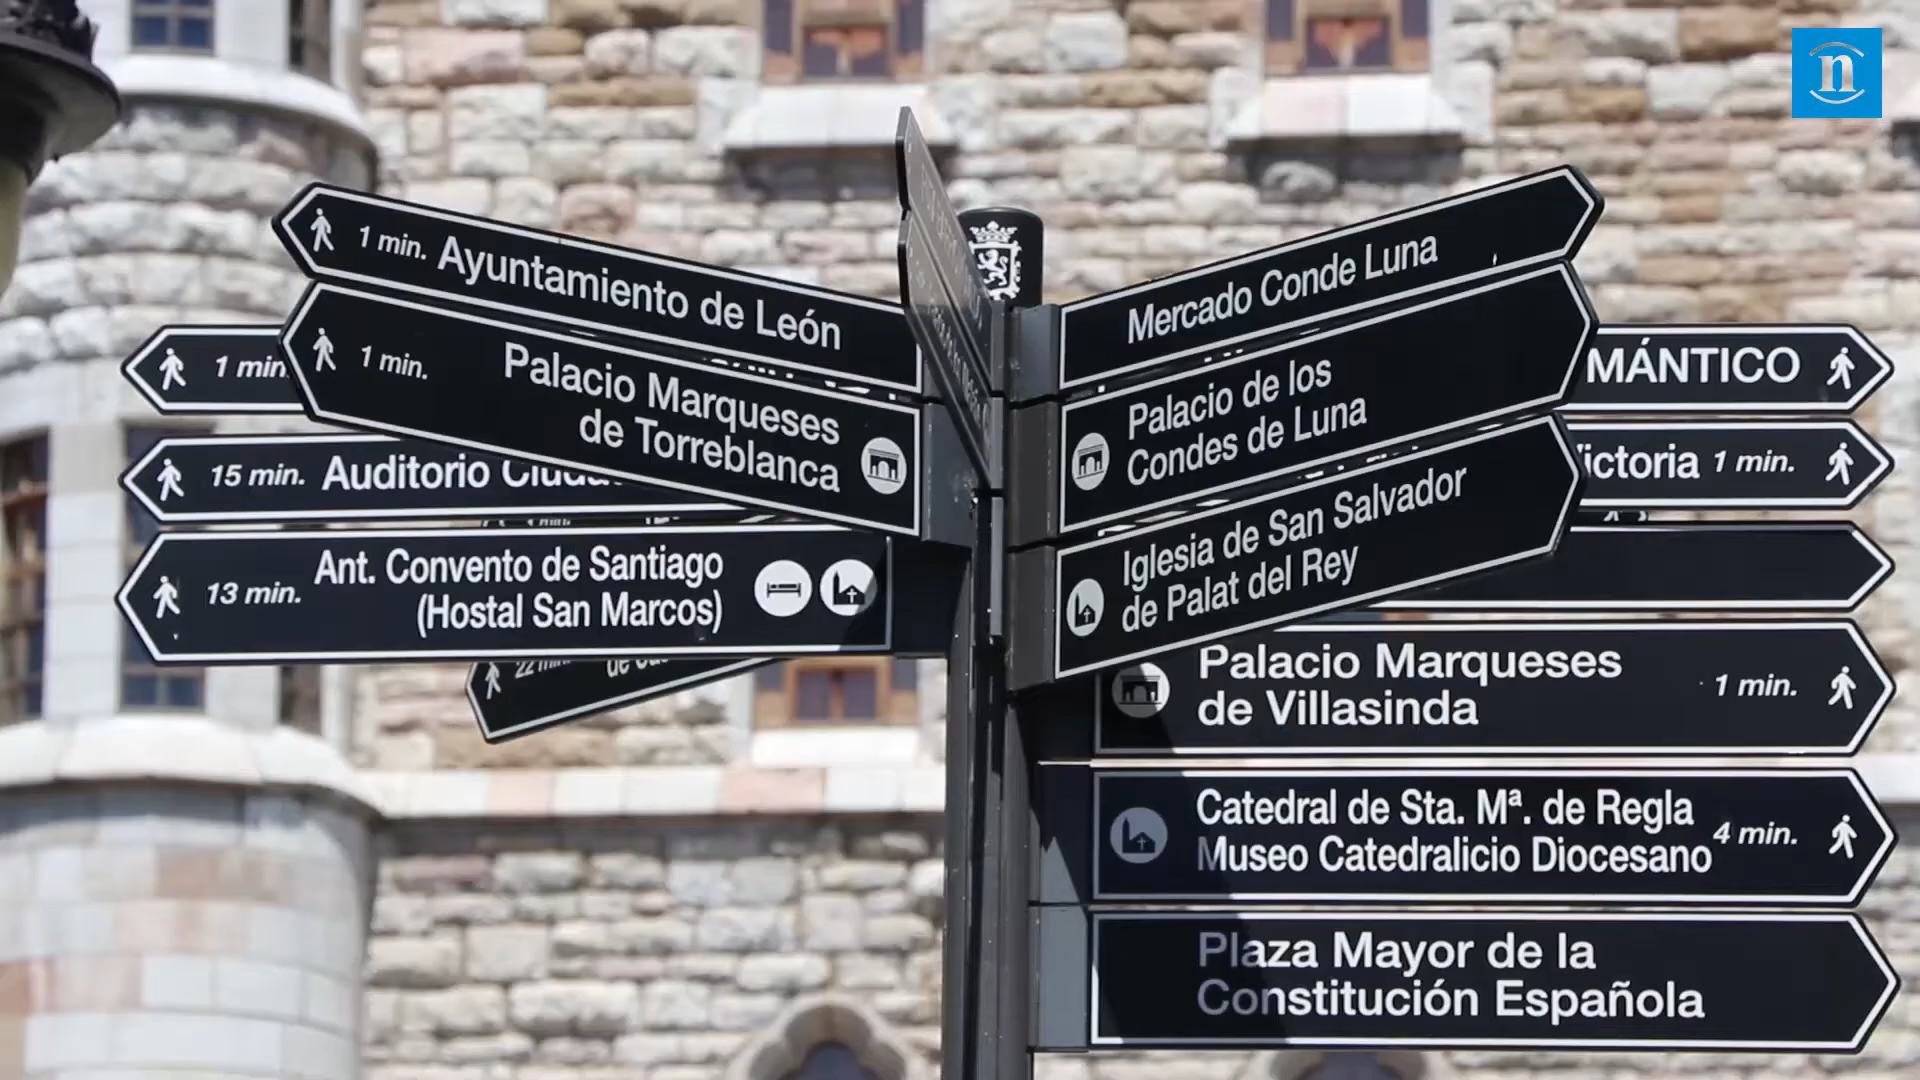 n
1 min. Ayuntamiento de León
1 min. Palacio Marqueses
de Torreblanca
1 min.
15 min. Auditorio
13 min. Ant. Convento de Santiago
(Hostal San Marcos)
22 min. de
Mercado Conde Luna
Palacio de los
Condes de Luna
Iglesia de San Salvador
de Palat del Rey
MÁNTICO
ictoria 1 min.
Palacio Marqueses
de Villasinda 1 min.
Catedral de Sta. Mª. de Regla
Museo Catedralicio Diocesano 4 min.
Plaza Mayor de la
Constitución Española